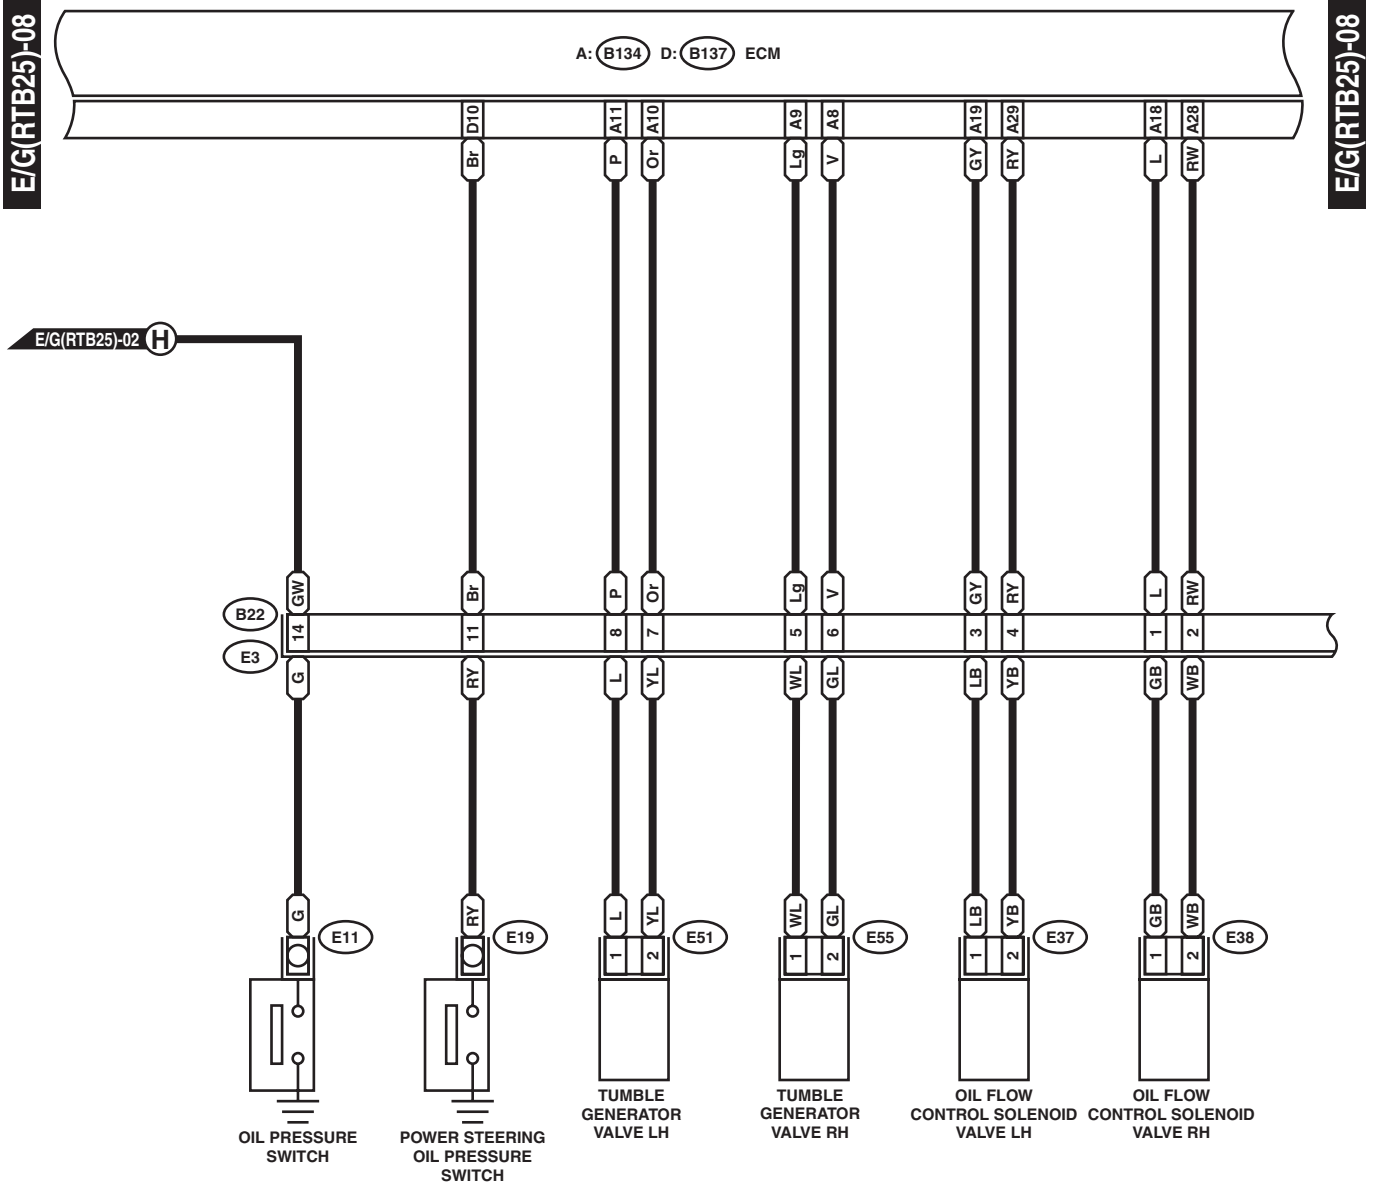 E/G(RTB25)-08
E/G(RTB25)-08
A: B134 D: B137 ECM
D10 A11 A10 A9 A8 A19 A29 A18 A28
Br P Or Lg V GY RY L RW
E/G(RTB25)-02 H
GW Br P Or Lg V GY RY L RW
B22
14 11 8 7 5 6 3 4 1 2
E3
G RY L YL WL GL LB YB GB WB
G RY L YL WL GL LB YB GB WB
E11 E19 E51 E55 E37 E38
1 2 1 2 1 2 1 2
OIL PRESSURE
SWITCH
POWER STEERING
OIL PRESSURE
SWITCH
TUMBLE
GENERATOR
VALVE LH
TUMBLE
GENERATOR
VALVE RH
OIL FLOW
CONTROL SOLENOID
VALVE LH
OIL FLOW
CONTROL SOLENOID
VALVE RH